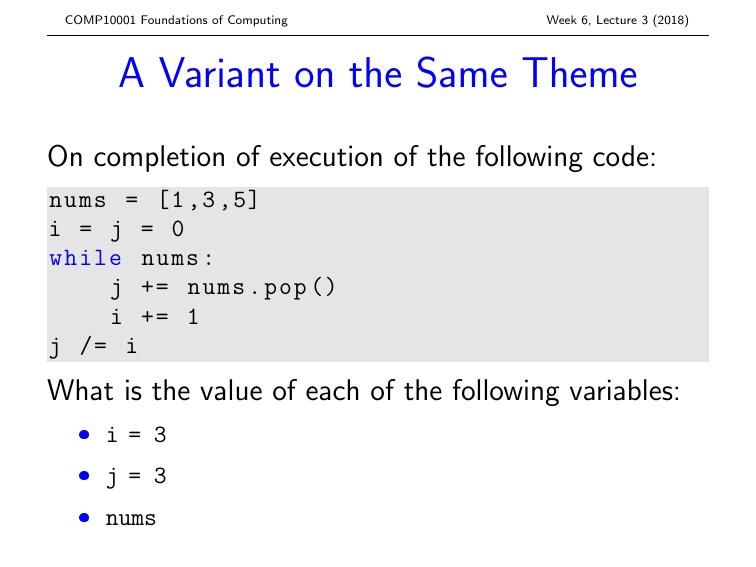 COMP10001 Foundations of Computing
Week 6, Lecture 3 (2018)
A Variant on the Same Theme
On completion of execution of the following code:
nums = [1,3,5]
i = j = 0
while nums:
    j += nums.pop()
    i += 1
j /= i
What is the value of each of the following variables:
• i = 3
• j = 3
• nums